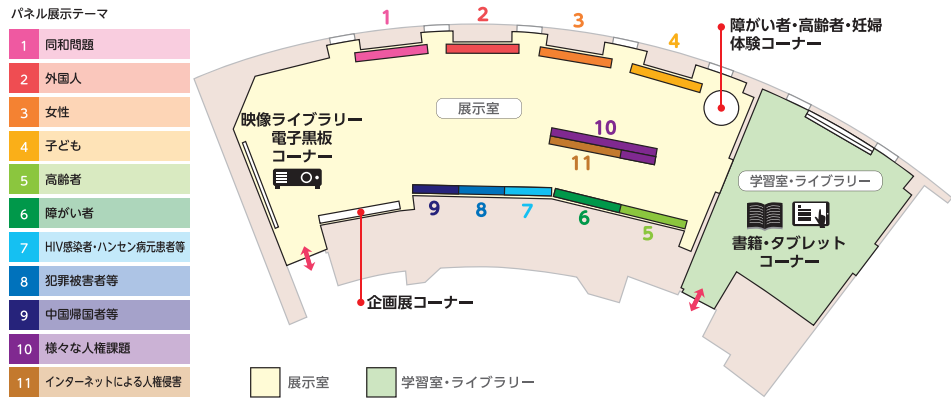 パネル展示テーマ
1 同和問題
2 外国人
3 女性
4 子ども
5 高齢者
6 障がい者
7 HIV感染者・ハンセン病元患者等
8 犯罪被害者等
9 中国帰国者等
10 様々な人権課題
11 インターネットによる人権侵害
1
2
3
4
障がい者・高齢者・妊婦
体験コーナー
展示室
映像ライブラリー
電子黒板
コーナー
10
11
9
8
7
6
5
学習室・ライブラリー
書籍・タブレット
コーナー
企画展コーナー
展示室
学習室・ライブラリー